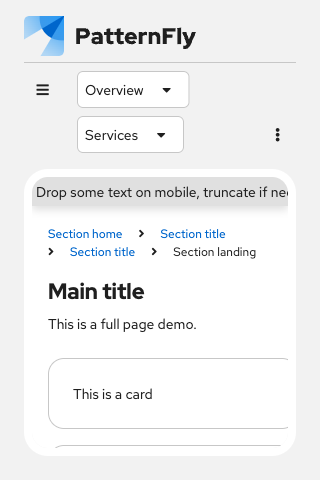 PatternFly
Overview
Services
Drop some text on mobile, truncate if
Section home > Section title
> Section title > Section landing
Main title
This is a full page demo.
This is a card